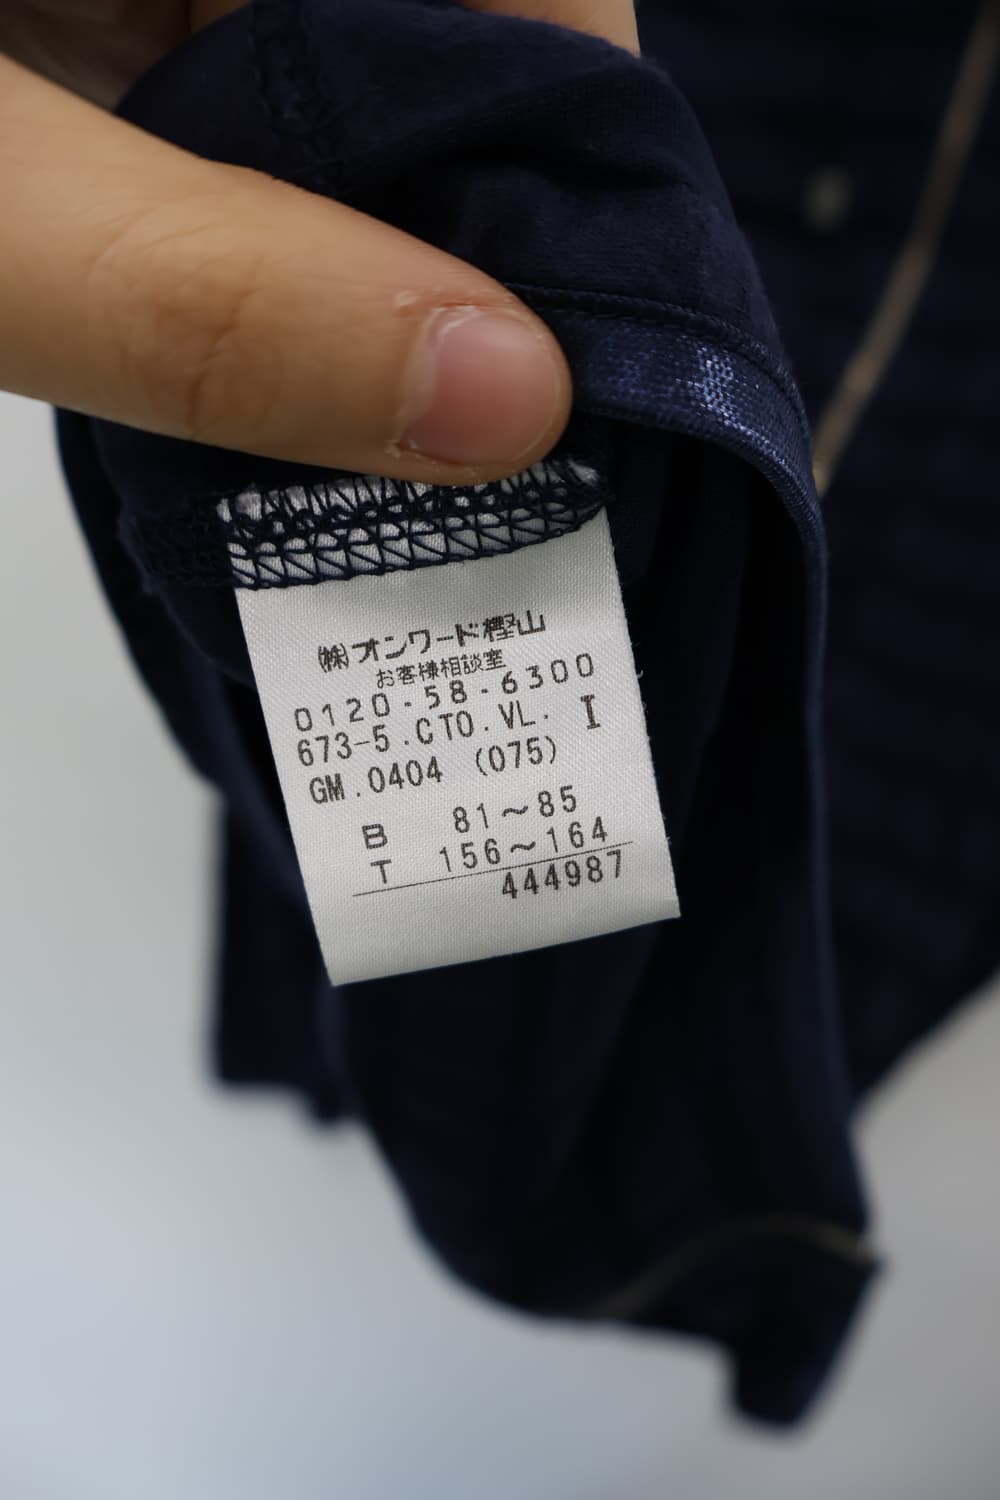 (株)オンワード樫山
お客様相談室
0120-58-6300
673-5.CTO.VL. I
GM.0404 (075)
B 81~85
T 156~164
444987